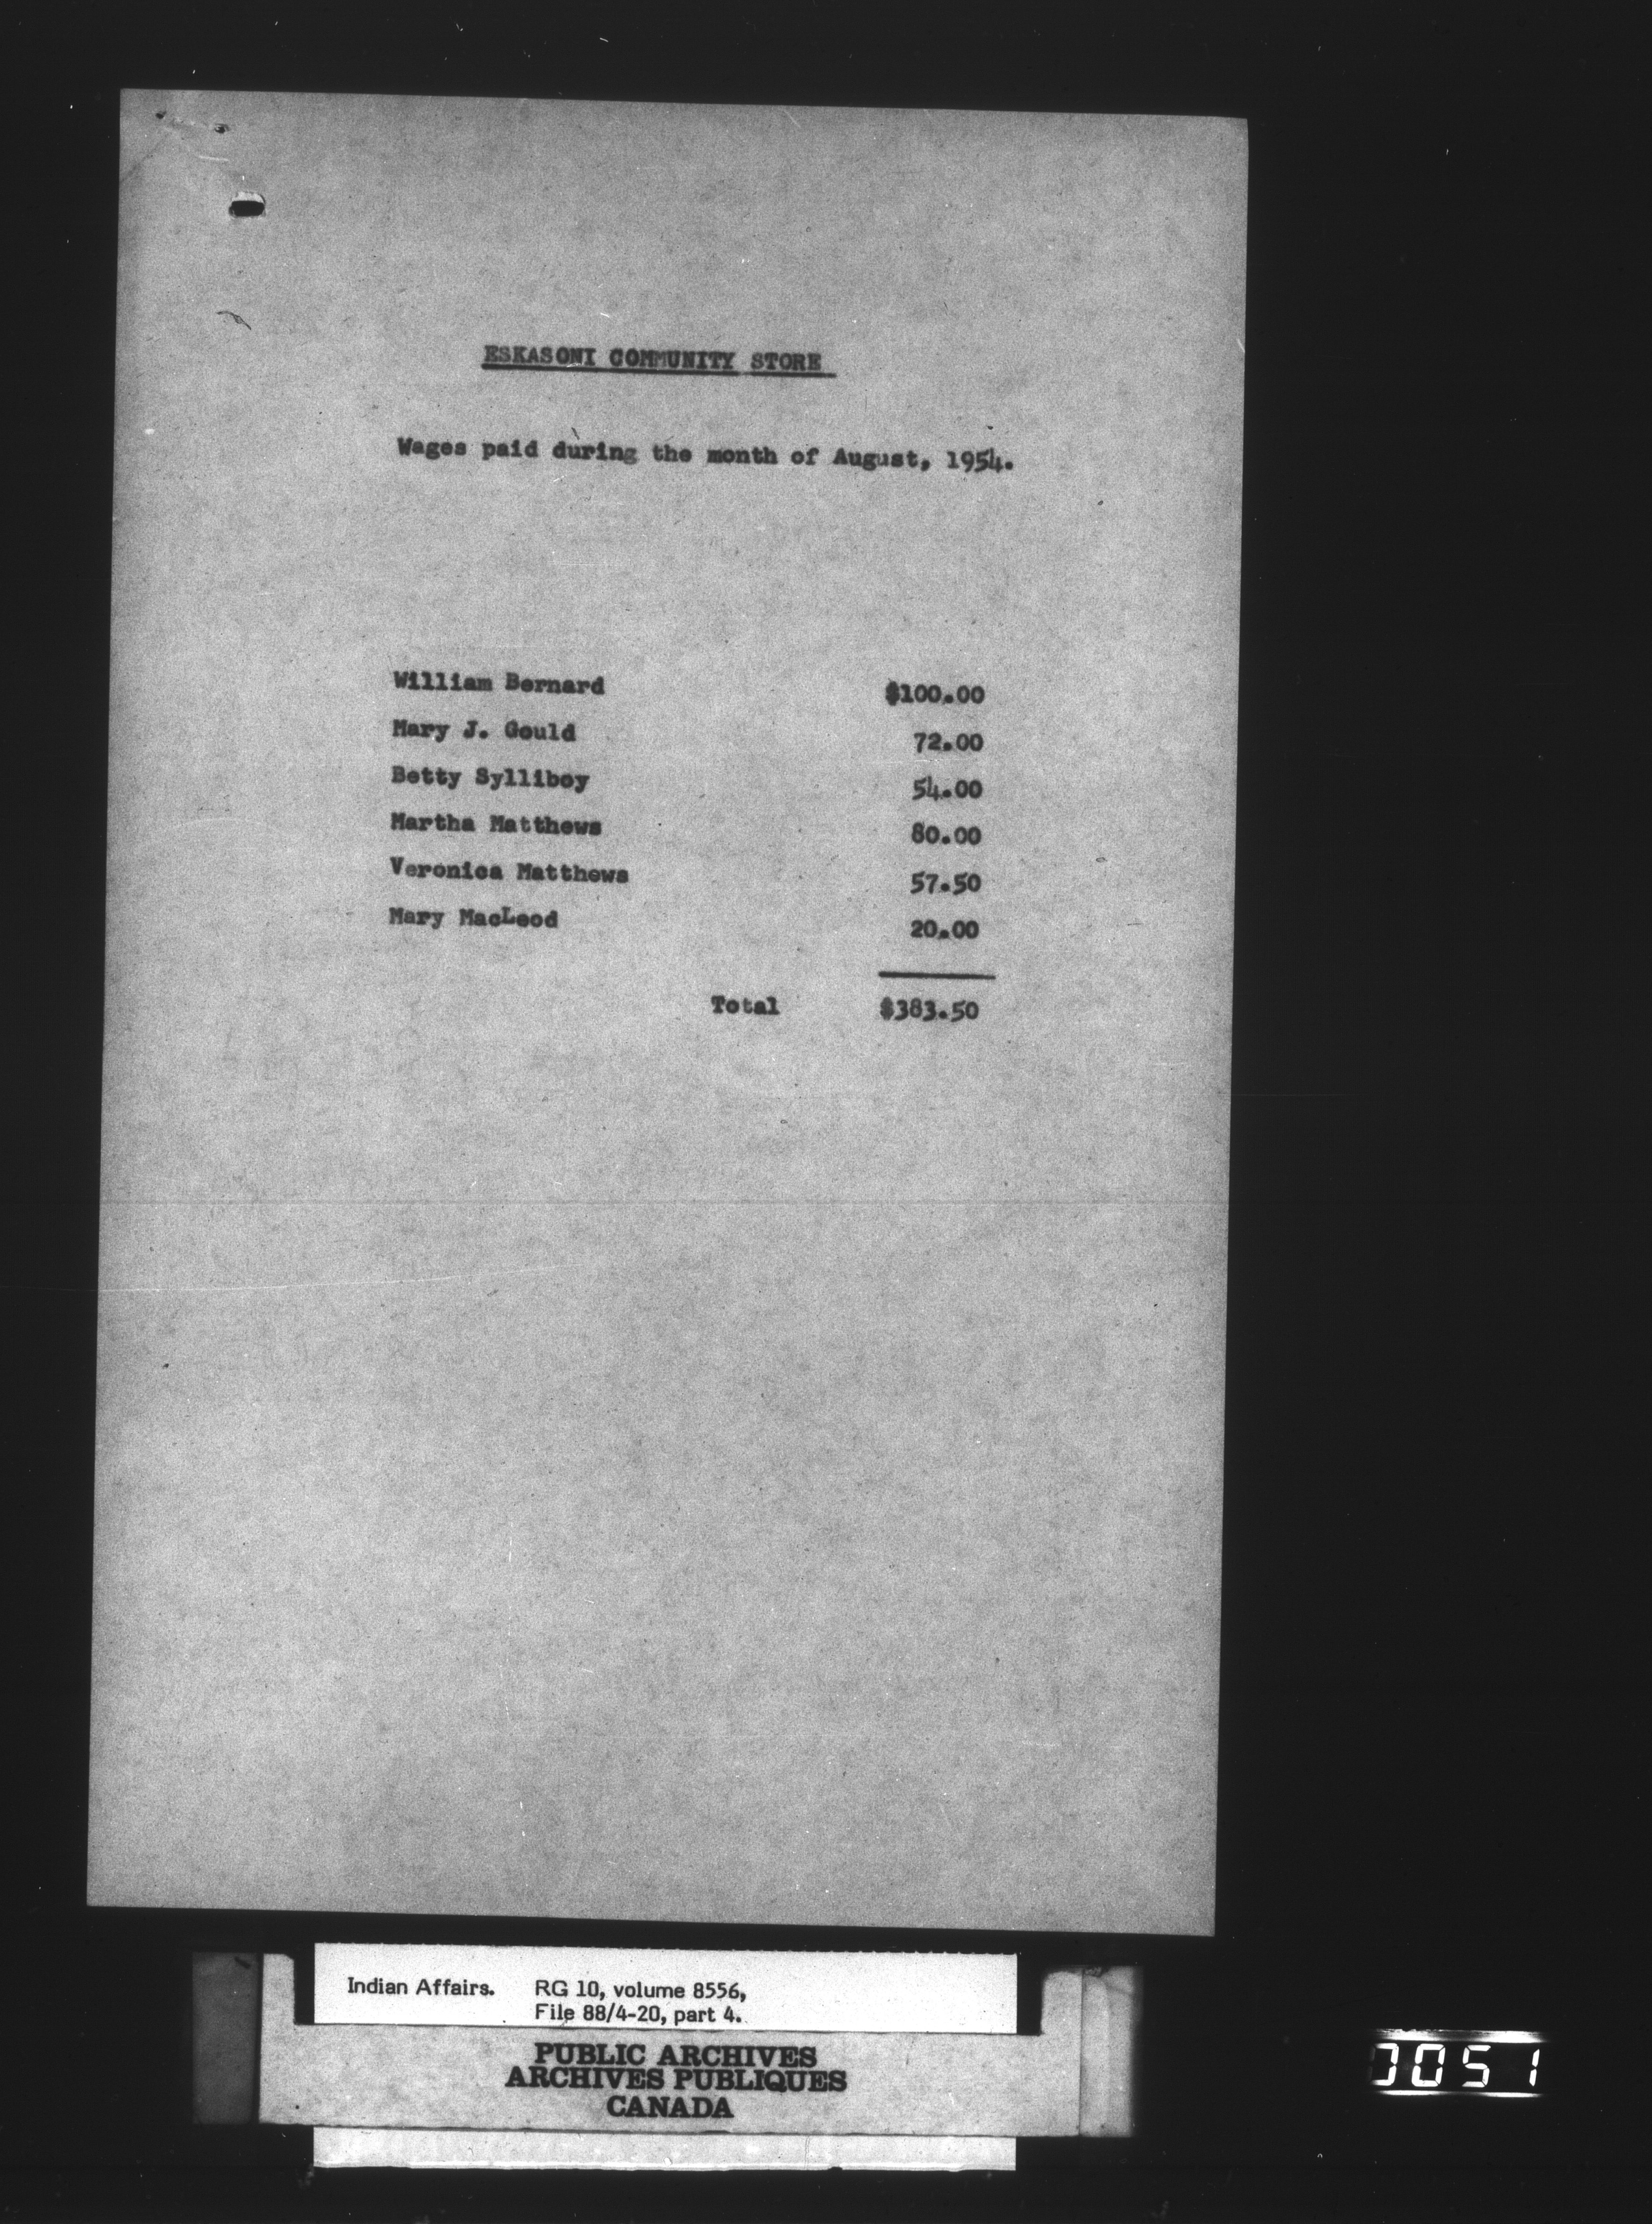 ESKASONI COMMUNITY STORE
Wages paid during the month of August, 1954.
William Bernard $100.00
Mary J. Gould 72.00
Betty Sylliboy 54.00
Martha Matthews 80.00
Veronica Matthews 57.50
Mary MacLeod 20.00
Total $383.50
Indian Affairs. RG 10, volume 8556,
File 88/4-20, part 4.
PUBLIC ARCHIVES
ARCHIVES PUBLIQUES
CANADA
0051